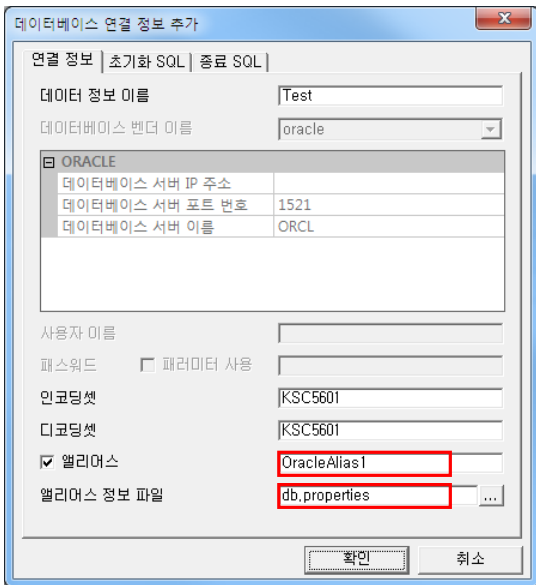 데이터베이스 연결 정보 추가
연결 정보 초기화 SQL 종료 SQL
데이터 정보 이름 Test
데이터베이스 벤더 이름 oracle
ORACLE
데이터베이스 서버 IP 주소
데이터베이스 서버 포트 번호 1521
데이터베이스 서버 이름 ORCL
사용자 이름
패스워드 패러미터 사용
인코딩셋 KSC5601
디코딩셋 KSC5601
앨리어스 OracleAlias1
앨리어스 정보 파일 db.properties ...
확인 취소